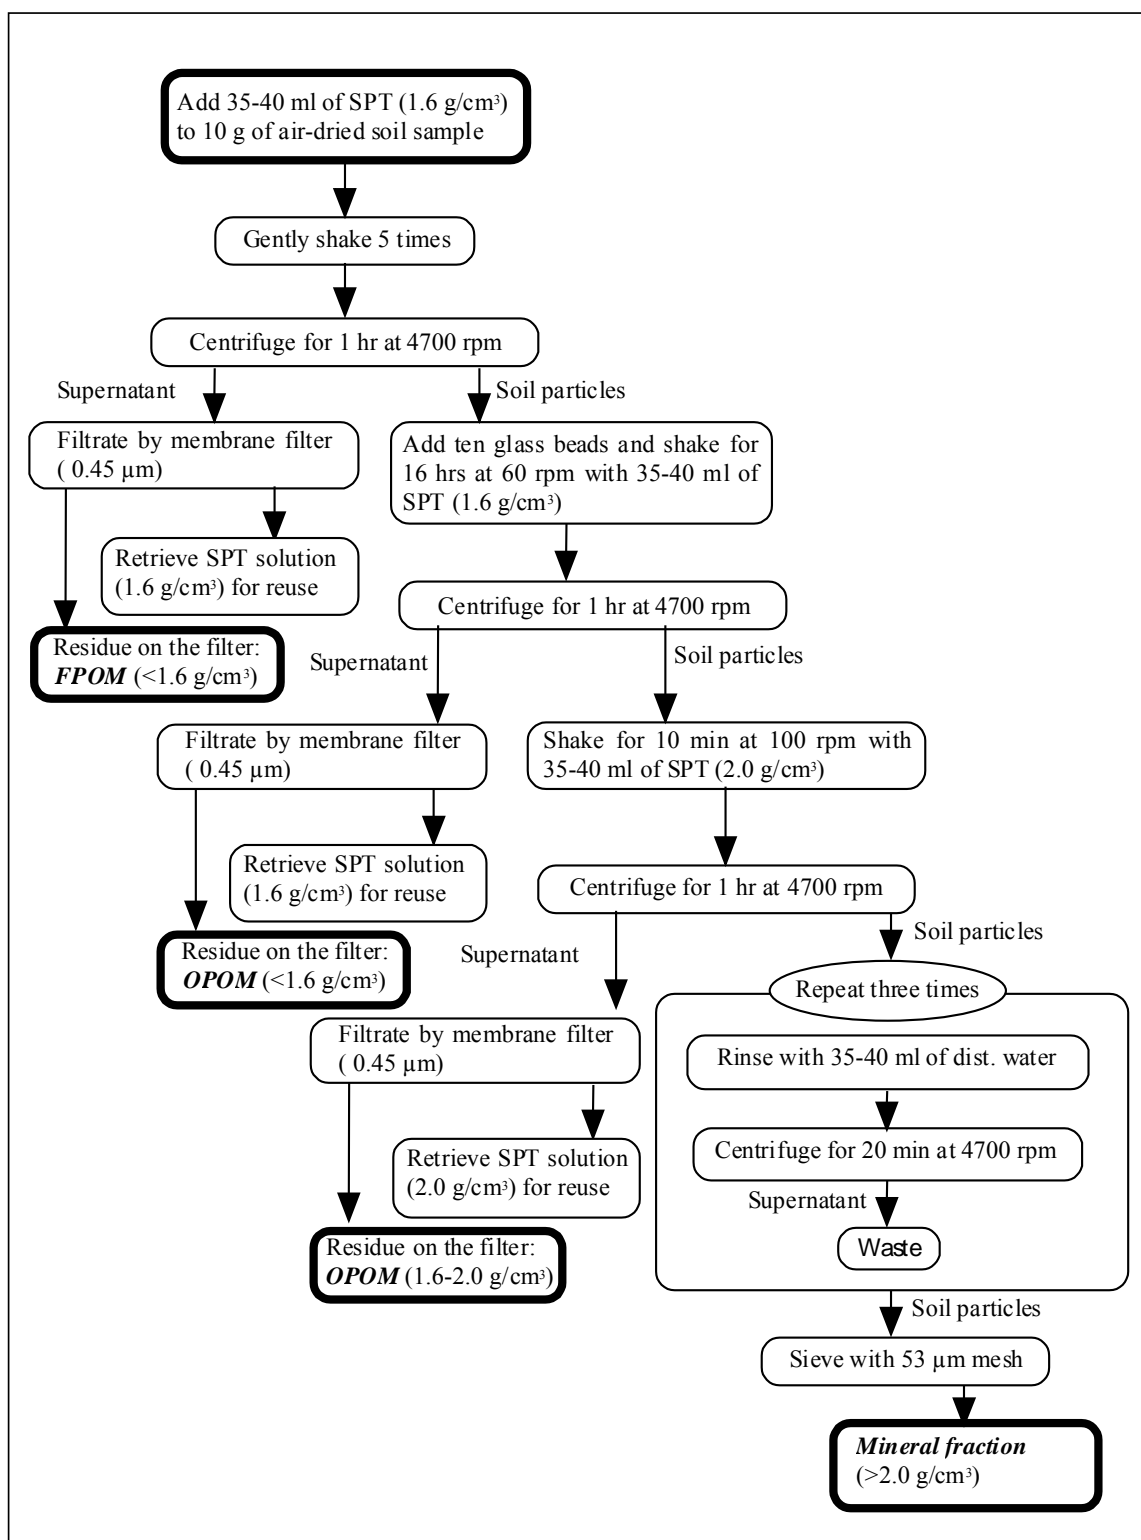 Add 35-40 ml of SPT (1.6 g/cm³)
to 10 g of air-dried soil sample
Gently shake 5 times
Centrifuge for 1 hr at 4700 rpm
Supernatant
Soil particles
Filtrate by membrane filter
( 0.45 µm)
Add ten glass beads and shake for
16 hrs at 60 rpm with 35-40 ml of
SPT (1.6 g/cm³)
Retrieve SPT solution
(1.6 g/cm³) for reuse
Centrifuge for 1 hr at 4700 rpm
Residue on the filter:
FPOM (<1.6 g/cm³)
Supernatant
Soil particles
Filtrate by membrane filter
( 0.45 µm)
Shake for 10 min at 100 rpm with
35-40 ml of SPT (2.0 g/cm³)
Retrieve SPT solution
(1.6 g/cm³) for reuse
Centrifuge for 1 hr at 4700 rpm
Residue on the filter:
OPOM (<1.6 g/cm³)
Supernatant
Soil particles
Repeat three times
Filtrate by membrane filter
( 0.45 µm)
Rinse with 35-40 ml of dist. water
Retrieve SPT solution
(2.0 g/cm³) for reuse
Centrifuge for 20 min at 4700 rpm
Supernatant
Waste
Residue on the filter:
OPOM (1.6-2.0 g/cm³)
Soil particles
Sieve with 53 µm mesh
Mineral fraction
(>2.0 g/cm³)